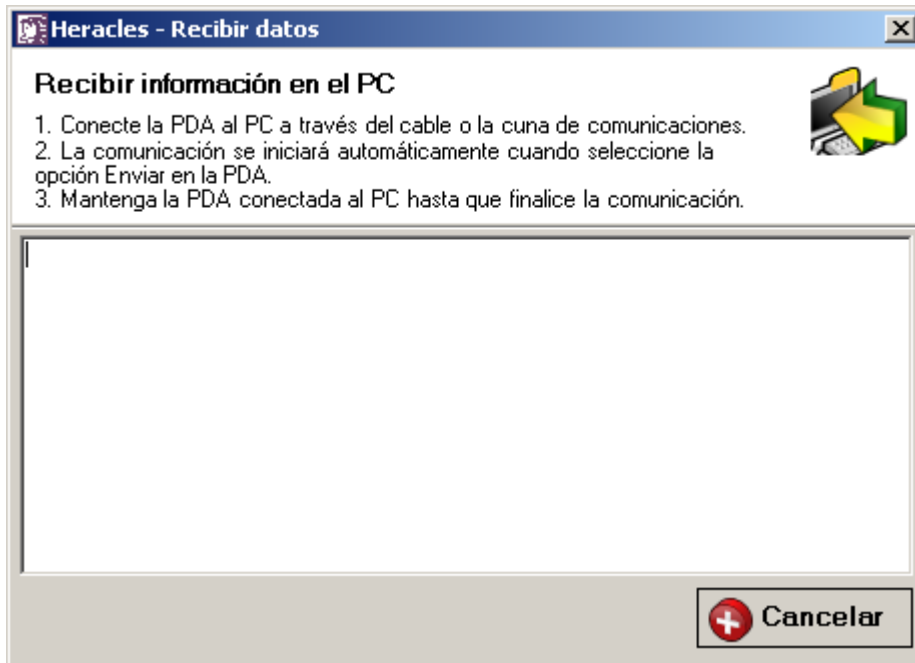 Heracles - Recibir datos
Recibir información en el PC
1. Conecte la PDA al PC a través del cable o la cuna de comunicaciones.
2. La comunicación se iniciará automáticamente cuando seleccione la
opción Enviar en la PDA.
3. Mantenga la PDA conectada al PC hasta que finalice la comunicación.
Cancelar